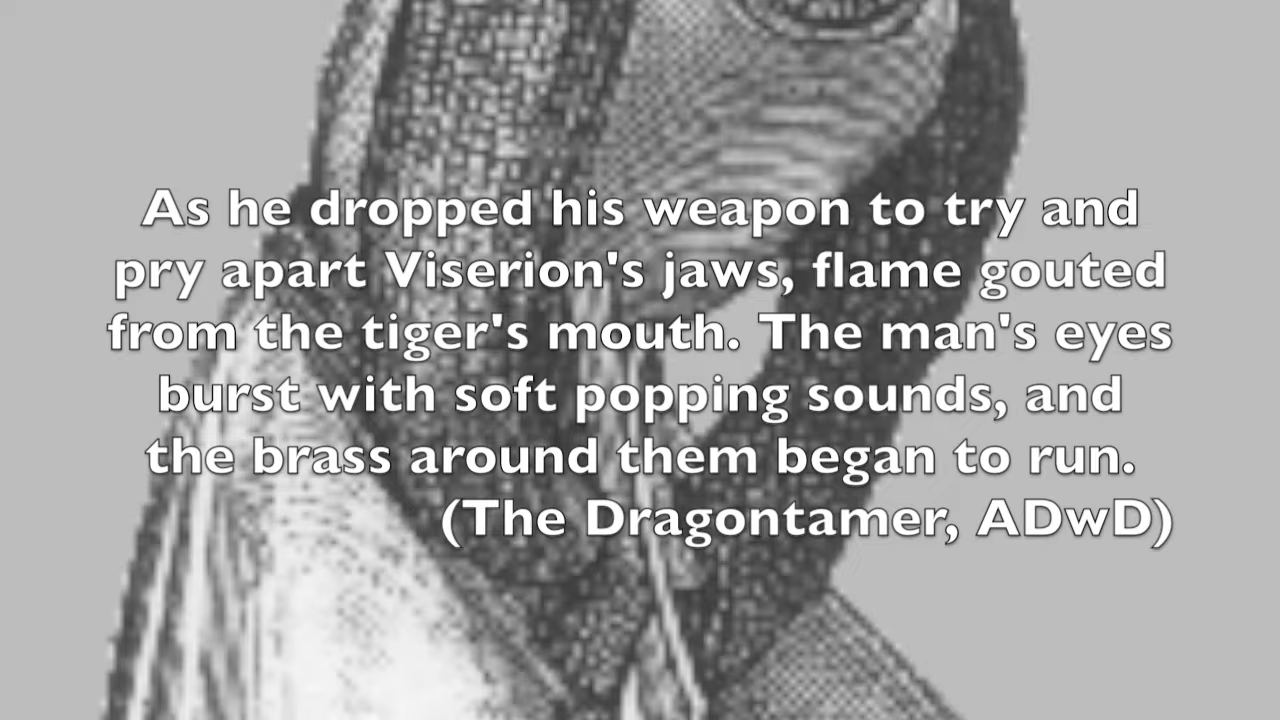 As he dropped his weapon to try and
pry apart Viserion's jaws, flame gouted
from the tiger's mouth. The man's eyes
burst with soft popping sounds, and
the brass around them began to run.
(The Dragontamer, ADwD)